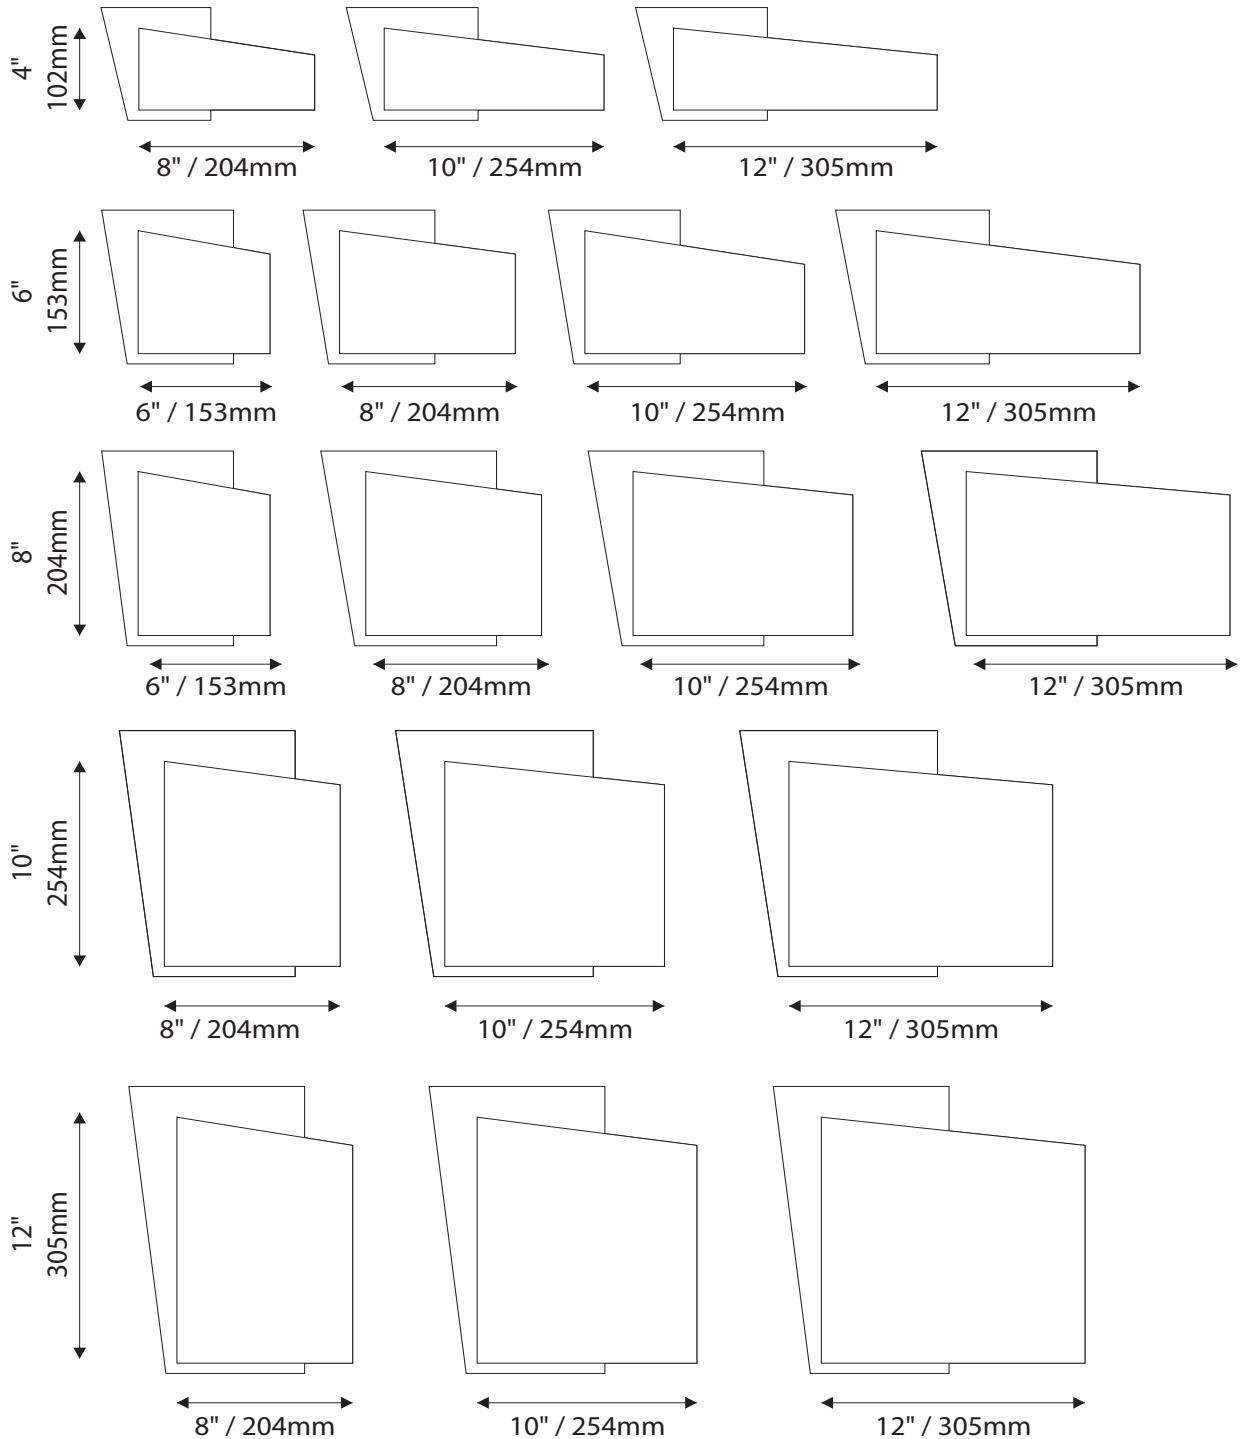 4"
102mm
8" / 204mm
10" / 254mm
12" / 305mm
6"
153mm
6" / 153mm
8" / 204mm
10" / 254mm
12" / 305mm
8"
204mm
6" / 153mm
8" / 204mm
10" / 254mm
12" / 305mm
10"
254mm
8" / 204mm
10" / 254mm
12" / 305mm
12"
305mm
8" / 204mm
10" / 254mm
12" / 305mm